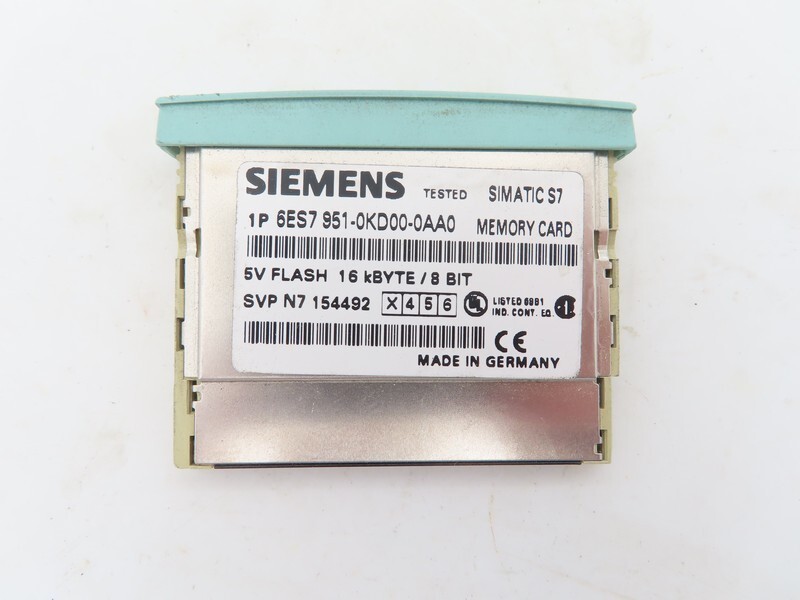 SIEMENS TESTED SIMATIC S7
1P 6ES7 951-0KD00-0AA0 MEMORY CARD
5V FLASH 16 kBYTE / 8 BIT
SVP N7 154492 X 4 5 6 UL LISTED 69B1
IND. CONT. EQ.
CE
MADE IN GERMANY